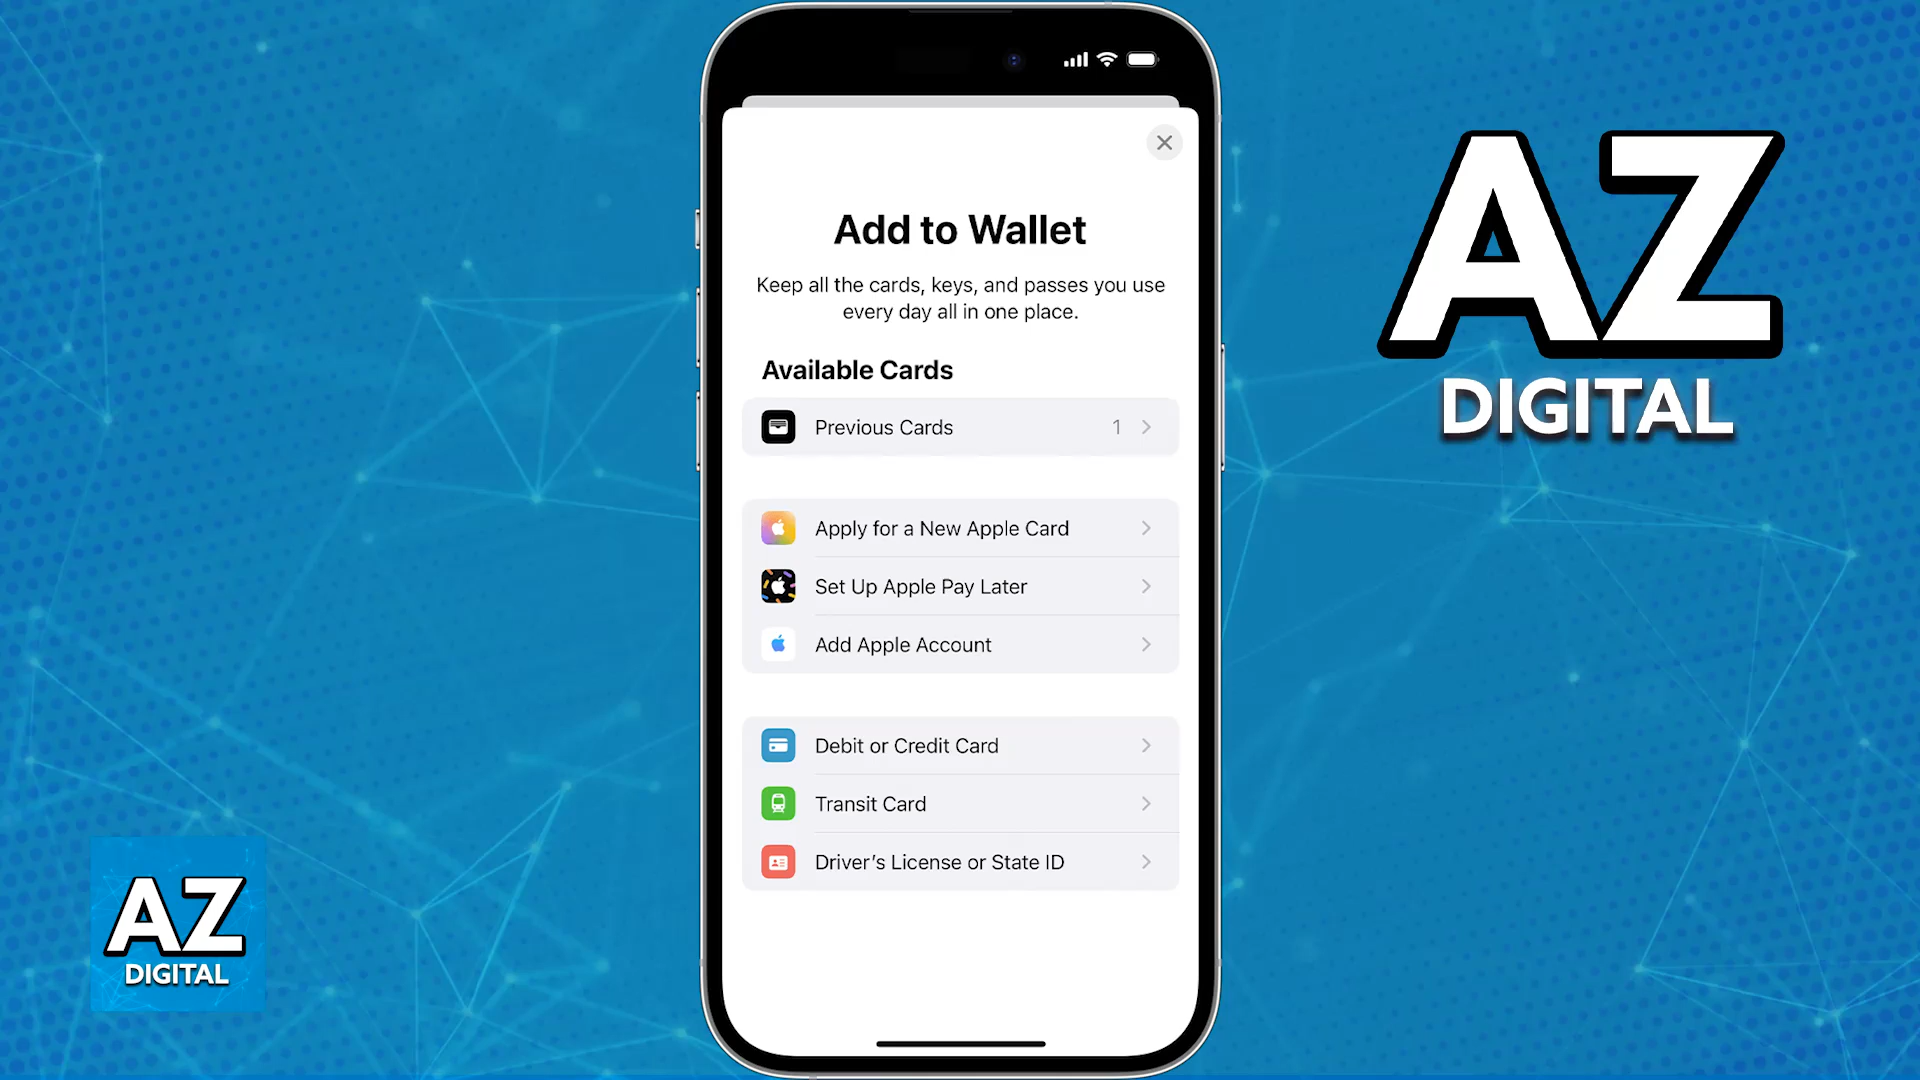 Add to Wallet
Keep all the cards, keys, and passes you use
every day all in one place.
Available Cards
Previous Cards 1
Apply for a New Apple Card
Set Up Apple Pay Later
Add Apple Account
Debit or Credit Card
Transit Card
Driver’s License or State ID
AZ
DIGITAL
AZ
DIGITAL